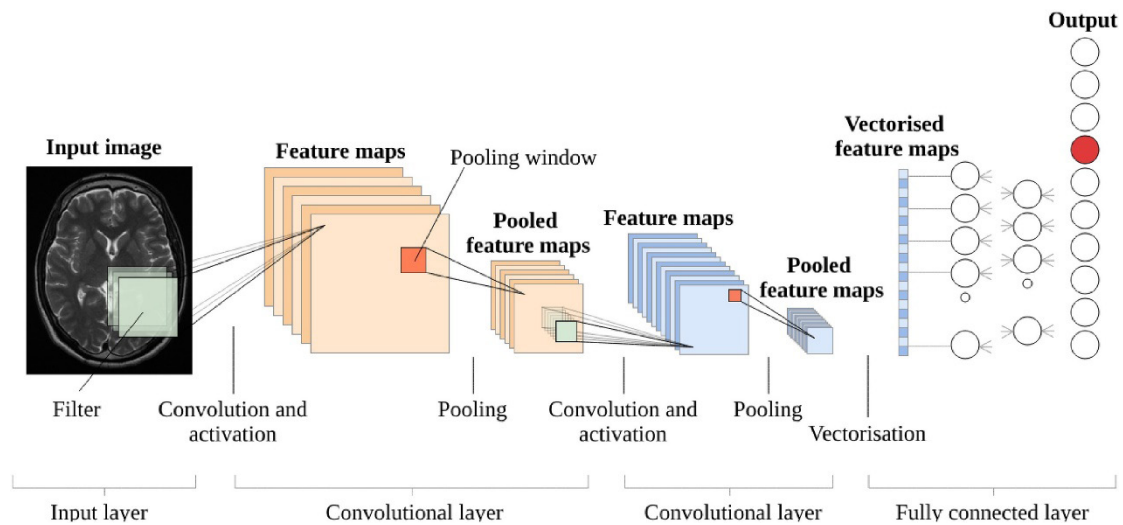 Output
Vectorised
feature maps
Input image
Feature maps
Pooling window
Pooled
feature maps
Feature maps
Pooled
feature maps
Filter
Convolution and
activation
Pooling
Convolution and
activation
Pooling
Vectorisation
Input layer
Convolutional layer
Convolutional layer
Fully connected layer